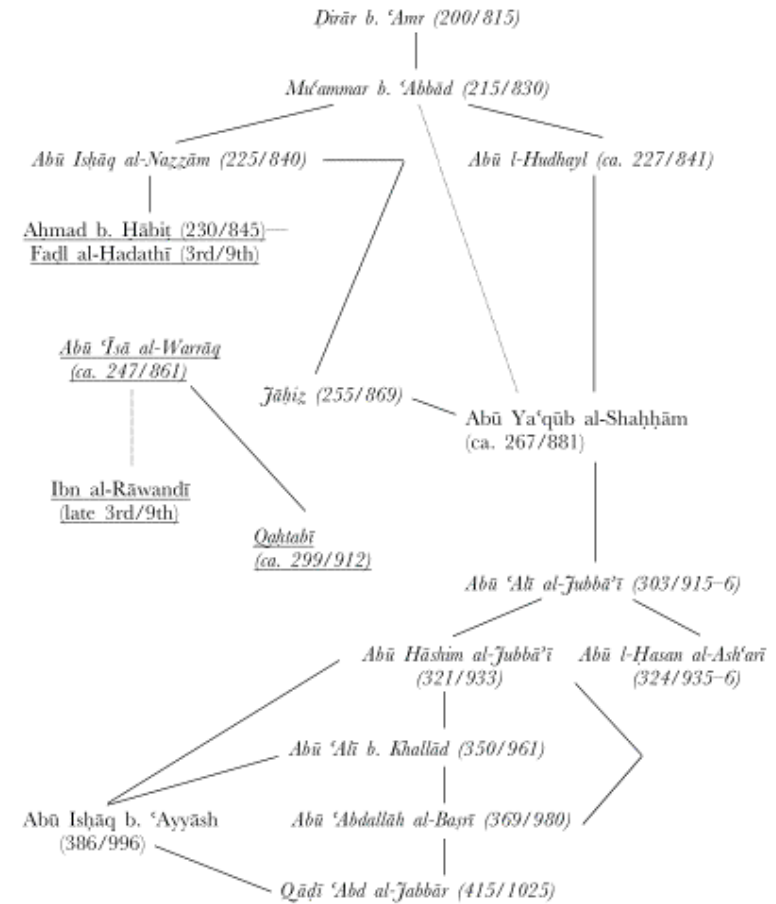 Ḍirār b. ʿAmr (200/815)
Muʿammar b. ʿAbbād (215/830)
Abū Isḥāq al-Naẓẓām (225/840)
Abū l-Hudhayl (ca. 227/841)
Aḥmad b. Ḥābiṭ (230/845)
Faḍl al-Ḥadathī (3rd/9th)
Abū ʿĪsā al-Warrāq
(ca. 247/861)
Jāḥiẓ (255/869)
Abū Yaʿqūb al-Shaḥḥām
(ca. 267/881)
Ibn al-Rāwandī
(late 3rd/9th)
Qaḥtabī
(ca. 299/912)
Abū ʿAlī al-Jubbāʾī (303/915–6)
Abū Hāshim al-Jubbāʾī
(321/933)
Abū l-Ḥasan al-Ashʿarī
(324/935–6)
Abū ʿAlī b. Khallād (350/961)
Abū Isḥāq b. ʿAyyāsh
(386/996)
Abū ʿAbdallāh al-Baṣrī (369/980)
Qāḍī ʿAbd al-Jabbār (415/1025)